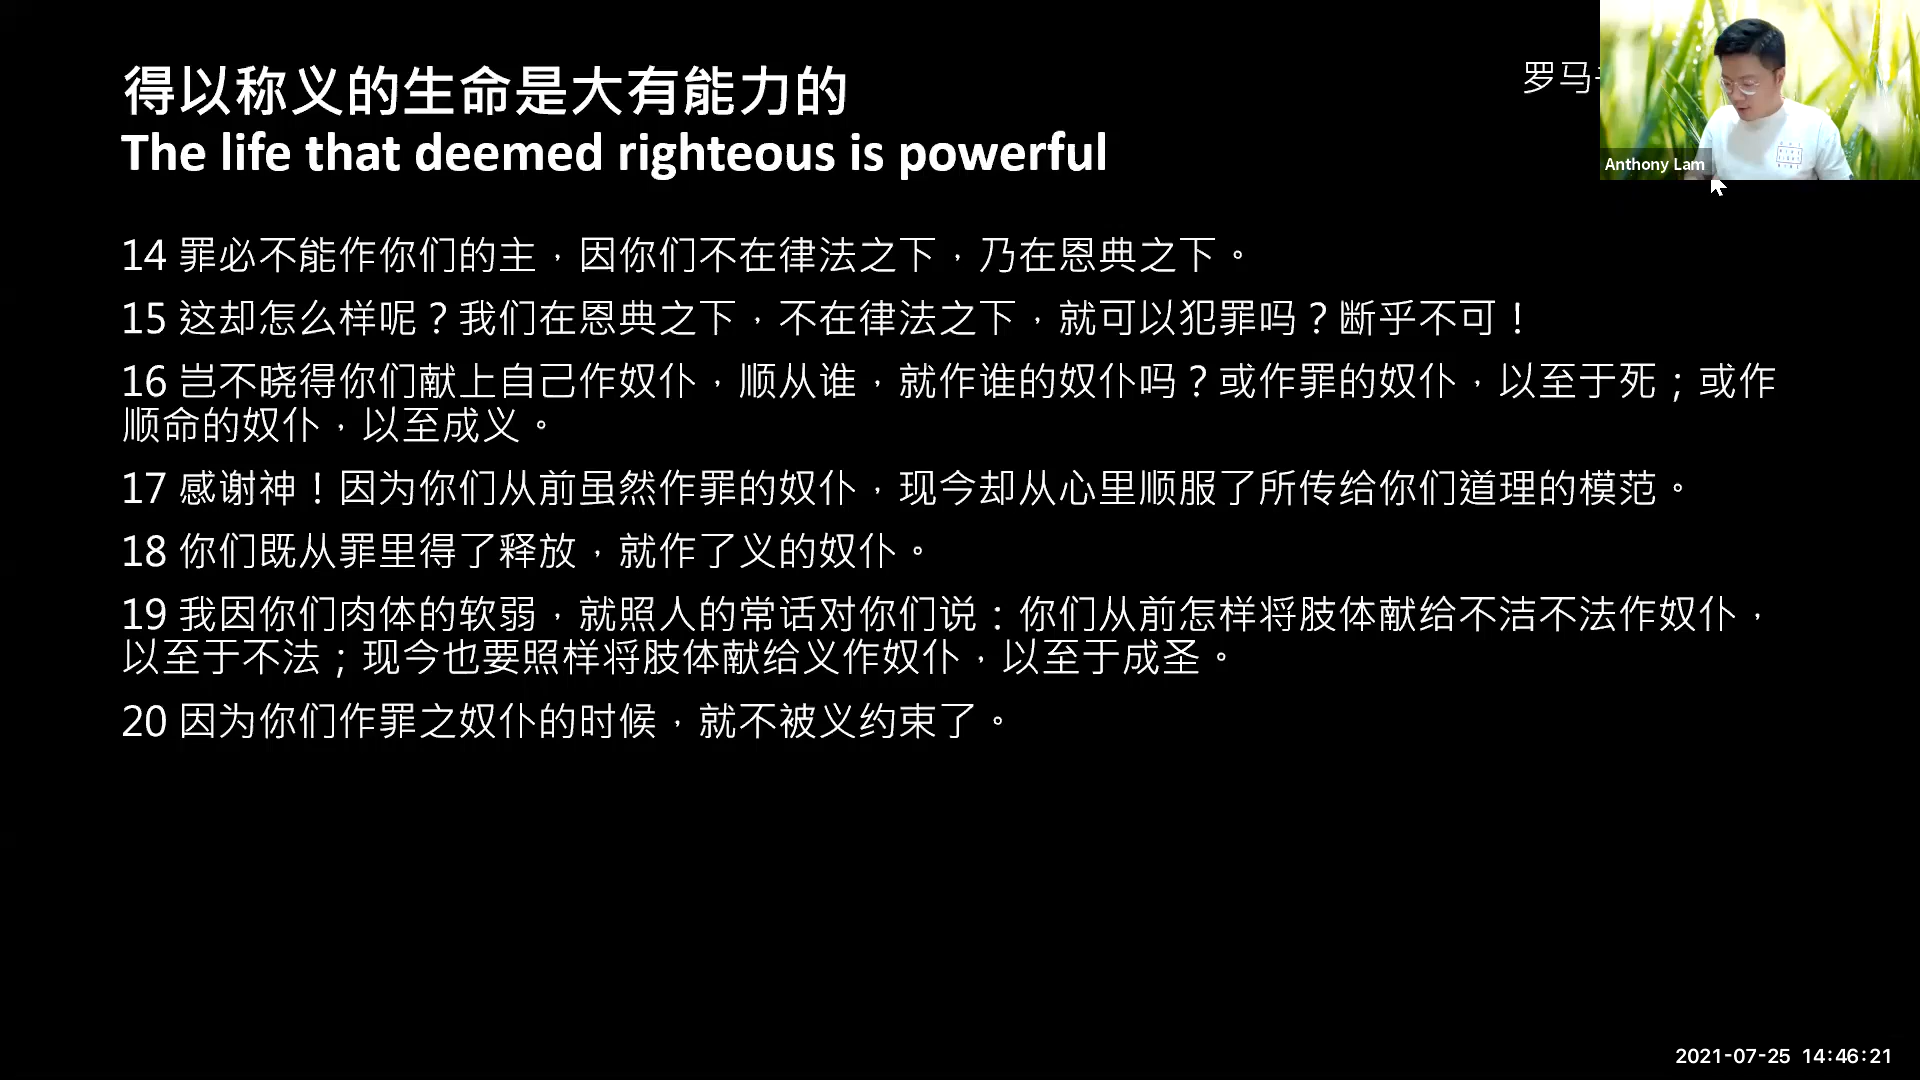 得以称义的生命是大有能力的
The life that deemed righteous is powerful
罗马
Anthony Lam
14 罪必不能作你们的主，因你们不在律法之下，乃在恩典之下。
15 这却怎么样呢？我们在恩典之下，不在律法之下，就可以犯罪吗？断乎不可！
16 岂不晓得你们献上自己作奴仆，顺从谁，就作谁的奴仆吗？或作罪的奴仆，以至于死；或作
顺命的奴仆，以至成义。
17 感谢神！因为你们从前虽然作罪的奴仆，现今却从心里顺服了所传给你们道理的模范。
18 你们既从罪里得了释放，就作了义的奴仆。
19 我因你们肉体的软弱，就照人的常话对你们说：你们从前怎样将肢体献给不洁不法作奴仆，
以至于不法；现今也要照样将肢体献给义作奴仆，以至于成圣。
20 因为你们作罪之奴仆的时候，就不被义约束了。
2021-07-25 14:46:21